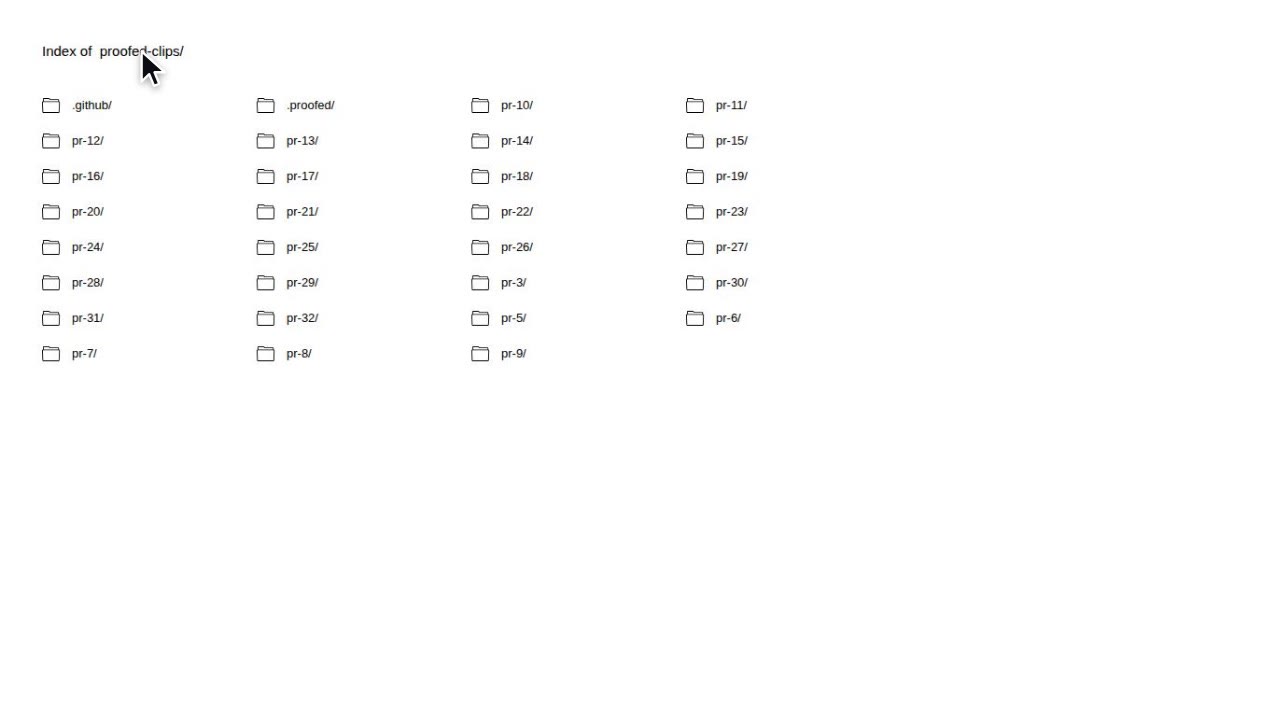 Index of proofed-clips/
.github/ .proofed/ pr-10/ pr-11/
pr-12/ pr-13/ pr-14/ pr-15/
pr-16/ pr-17/ pr-18/ pr-19/
pr-20/ pr-21/ pr-22/ pr-23/
pr-24/ pr-25/ pr-26/ pr-27/
pr-28/ pr-29/ pr-3/ pr-30/
pr-31/ pr-32/ pr-5/ pr-6/
pr-7/ pr-8/ pr-9/